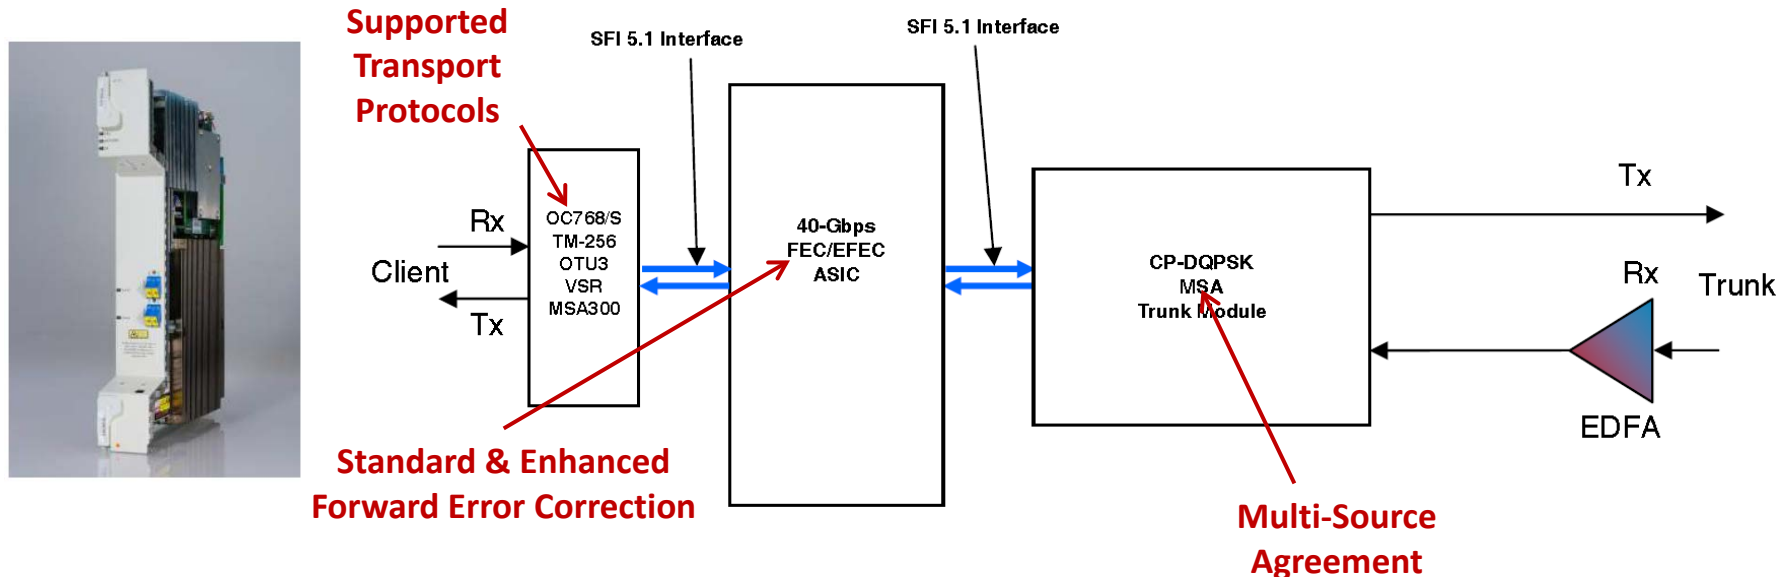 Supported
Transport
Protocols
SFI 5.1 Interface
SFI 5.1 Interface
Client
Rx
Tx
OC768/S
TM-256
OTU3
VSR
MSA300
40-Gbps
FEC/EFEC
ASIC
CP-DQPSK
MSA
Trunk Module
Tx
Rx
Trunk
EDFA
Standard & Enhanced
Forward Error Correction
Multi-Source
Agreement